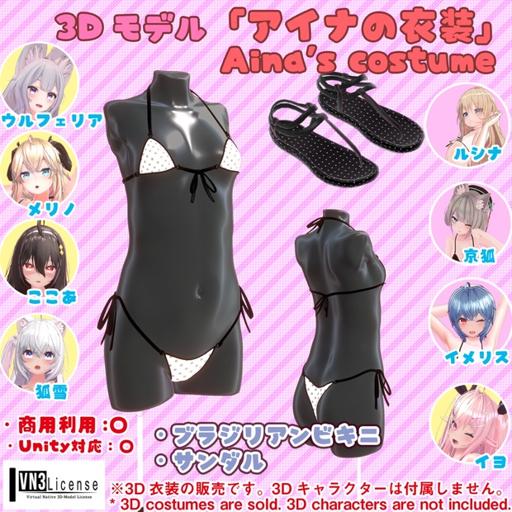 3D モデル 「アイナの衣装」
Aina's costume
ウルフェリア
メリノ
ここあ
狐雪
ルシナ
京狐
イメリス
イヨ
・商用利用:〇
・Unity対応:〇
・ブラジリアンビキニ
・サンダル
VN3License
Virtual Native 3D-Model License
※3D 衣装の販売です。3D キャラクターは付属しません。
* 3D costumes are sold. 3D characters are not included.